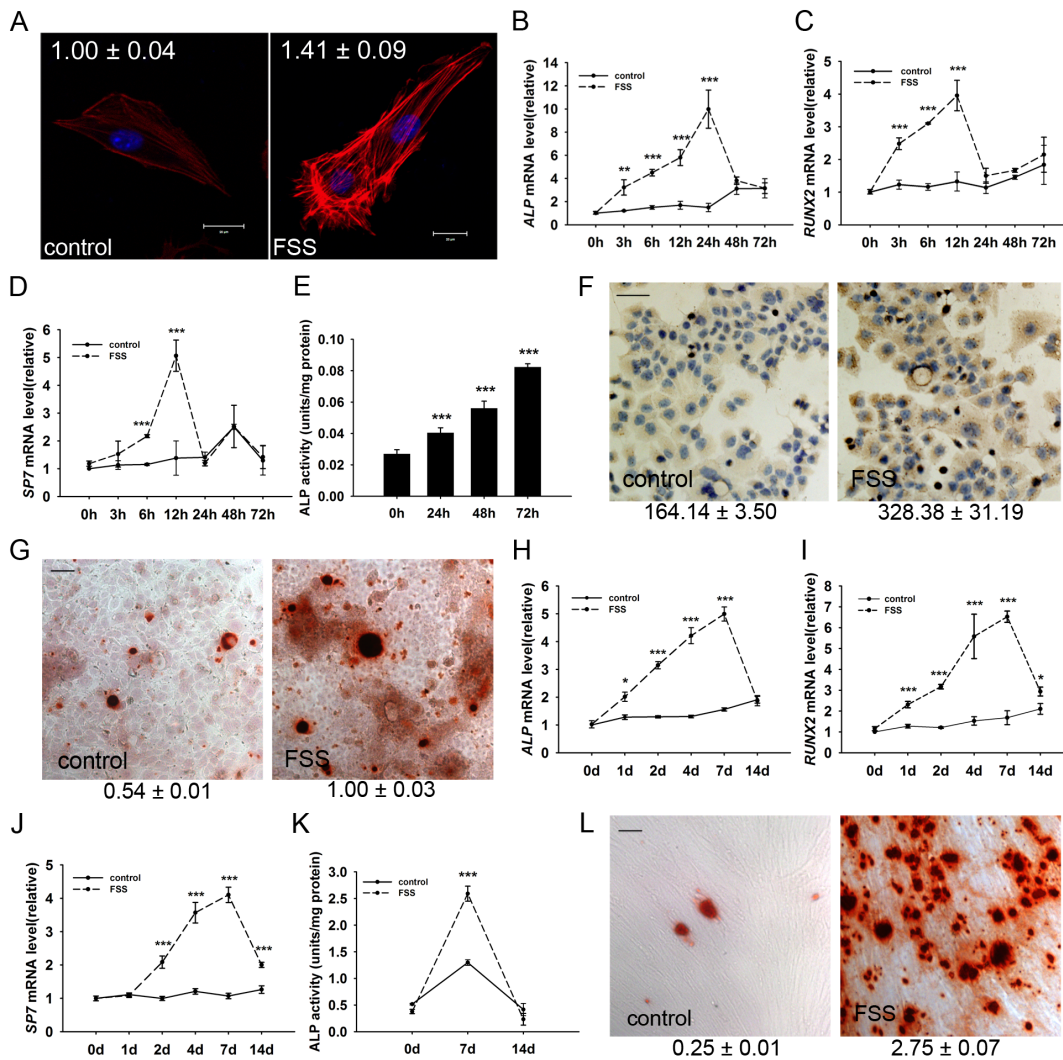 A
1.00 ± 0.04
1.41 ± 0.09
control
FSS
B
ALP mRNA level(relative)
14
12
10
8
6
4
2
0
control
FSS
**
***
***
***
0h 3h 6h 12h 24h 48h 72h
C
RUNX2 mRNA level(relative)
5
4
3
2
1
0
control
FSS
***
***
***
0h 3h 6h 12h 24h 48h 72h
D
SP7 mRNA level(relative)
6
5
4
3
2
1
0
control
FSS
***
***
0h 3h 6h 12h 24h 48h 72h
E
ALP activity (units/mg protein)
0.10
0.08
0.06
0.04
0.02
0.00
***
***
***
0h 24h 48h 72h
F
control
FSS
164.14 ± 3.50
328.38 ± 31.19
G
control
FSS
0.54 ± 0.01
1.00 ± 0.03
H
ALP mRNA level(relative)
6
5
4
3
2
1
0
control
FSS
*
***
***
***
0d 1d 2d 4d 7d 14d
I
RUNX2 mRNA level(relative)
8
7
6
5
4
3
2
1
0
control
FSS
***
***
***
***
*
0d 1d 2d 4d 7d 14d
J
SP7 mRNA level(relative)
5
4
3
2
1
0
control
FSS
***
***
***
***
0d 1d 2d 4d 7d 14d
K
ALP activity (units/mg protein)
3.0
2.5
2.0
1.5
1.0
0.5
0.0
control
FSS
***
0d 7d 14d
L
control
FSS
0.25 ± 0.01
2.75 ± 0.07